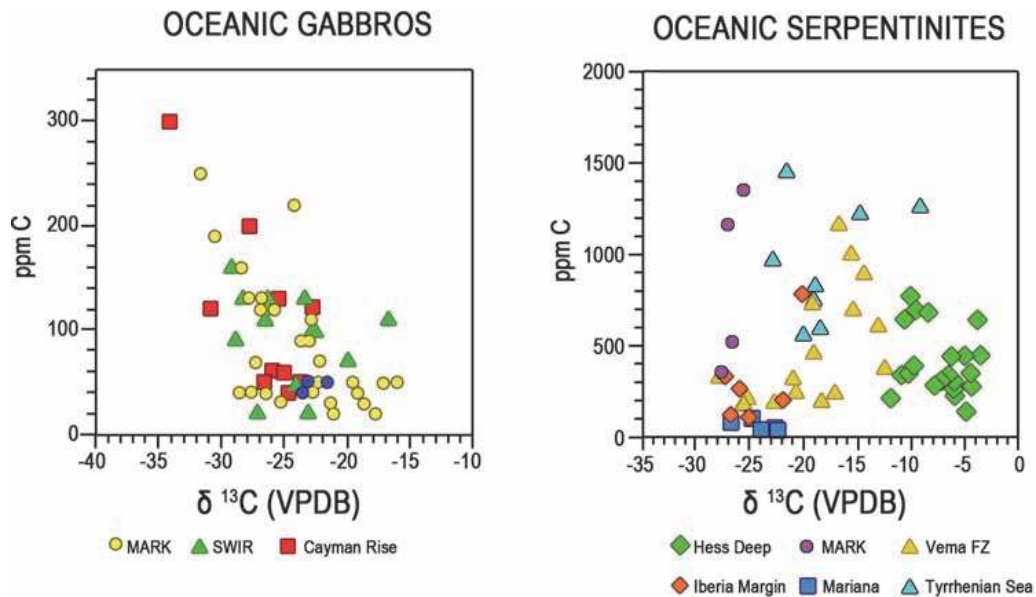 OCEANIC GABBROS
ppm C
300
200
100
0
-40 -35 -30 -25 -20 -15 -10
δ 13C (VPDB)
MARK SWIR Cayman Rise
OCEANIC SERPENTINITES
ppm C
2000
1500
1000
500
0
-35 -30 -25 -20 -15 -10 -5 0
δ 13C (VPDB)
Hess Deep MARK Vema FZ
Iberia Margin Mariana Tyrrhenian Sea